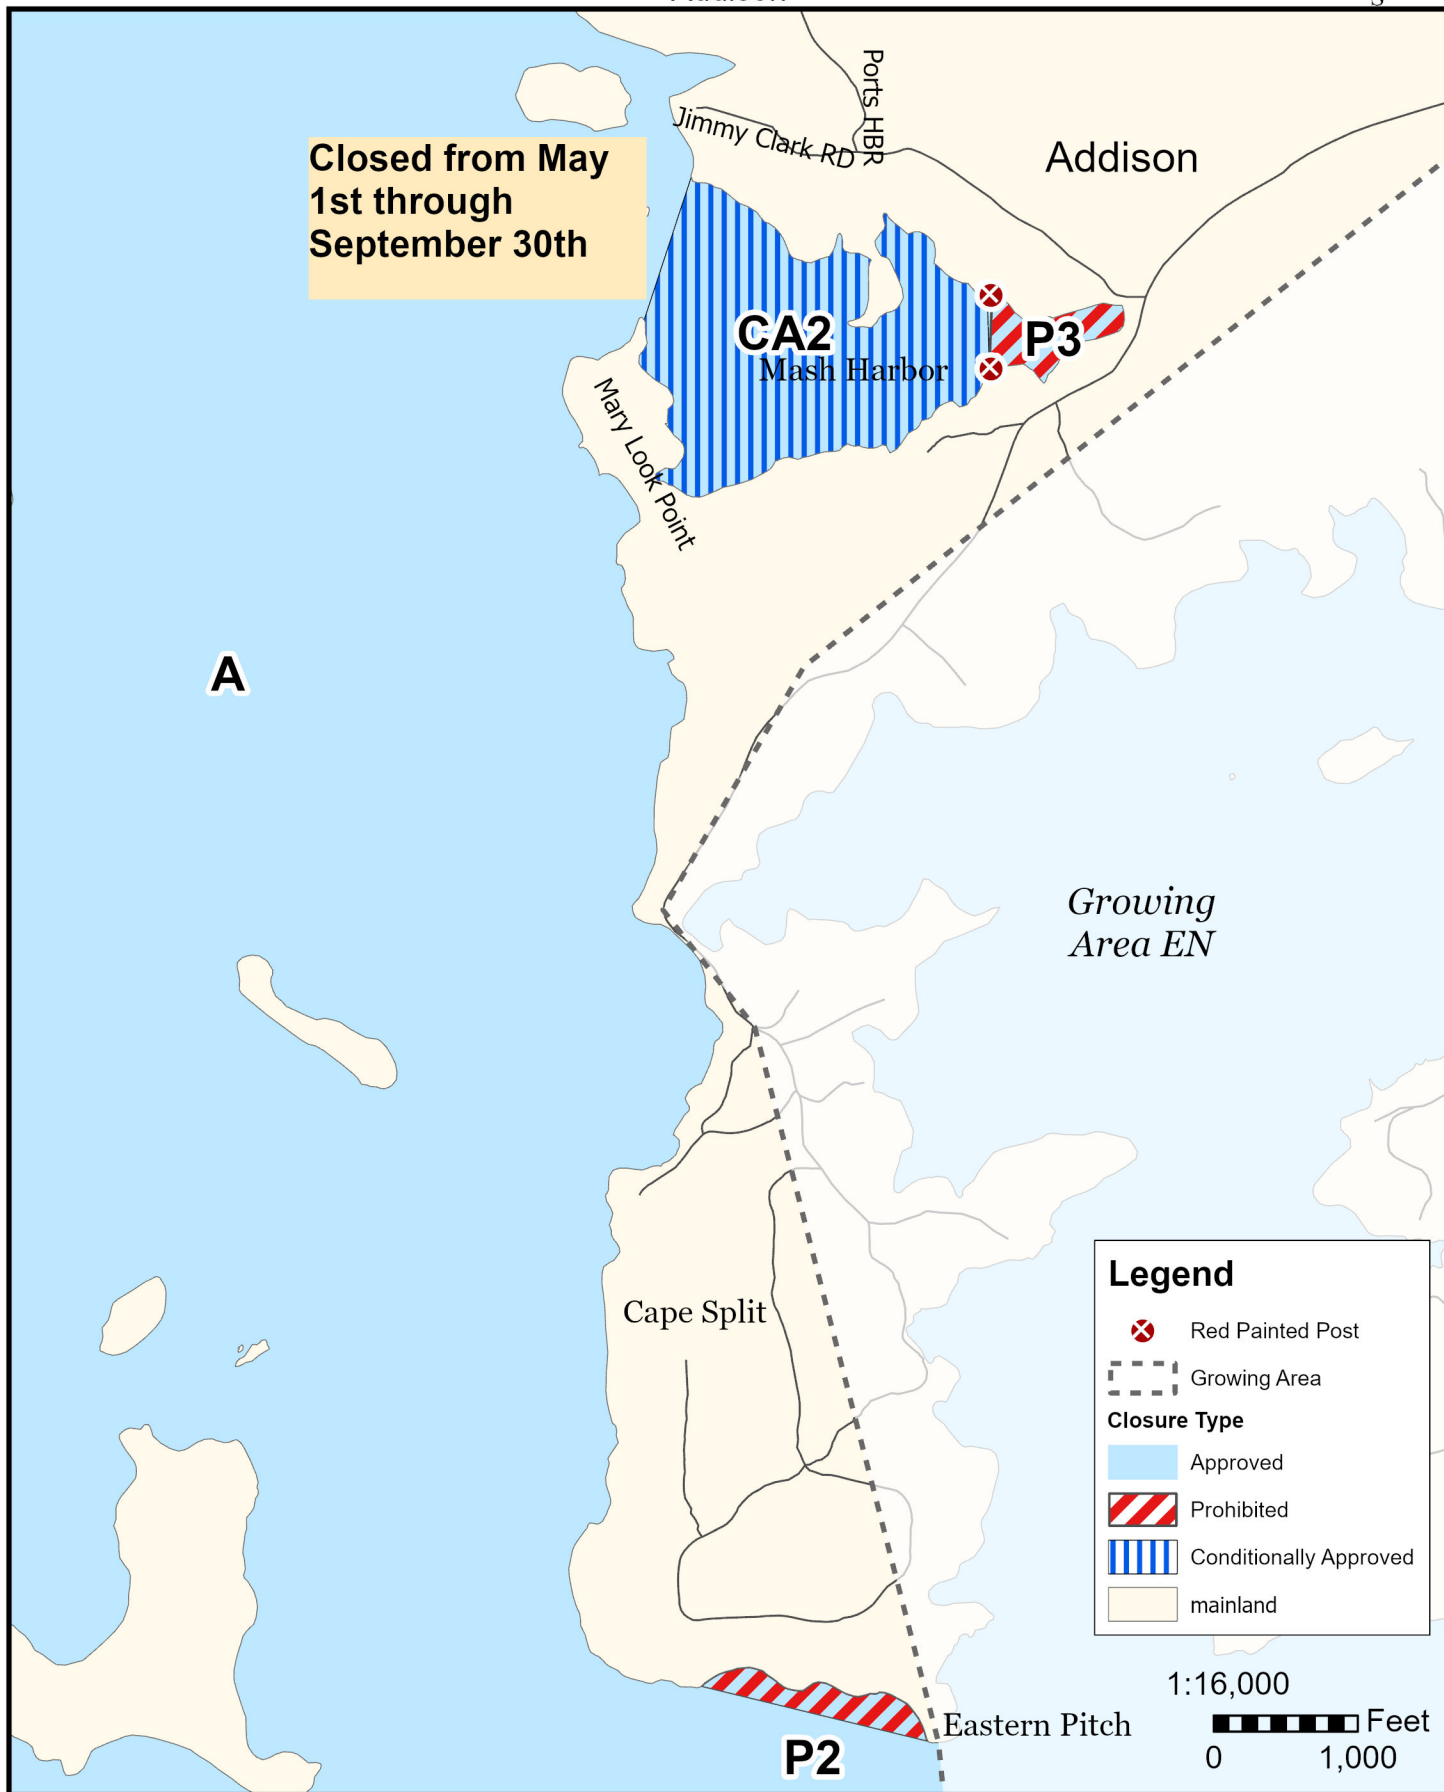 Ports HBR
Jimmy Clark RD
Addison
Closed from May
1st through
September 30th
CA2
P3
Mash Harbor
Mary Look Point
A
Growing
Area EN
Cape Split
Legend
Red Painted Post
Growing Area
Closure Type
Approved
Prohibited
Conditionally Approved
mainland
1:16,000
Feet
0 1,000
Eastern Pitch
P2